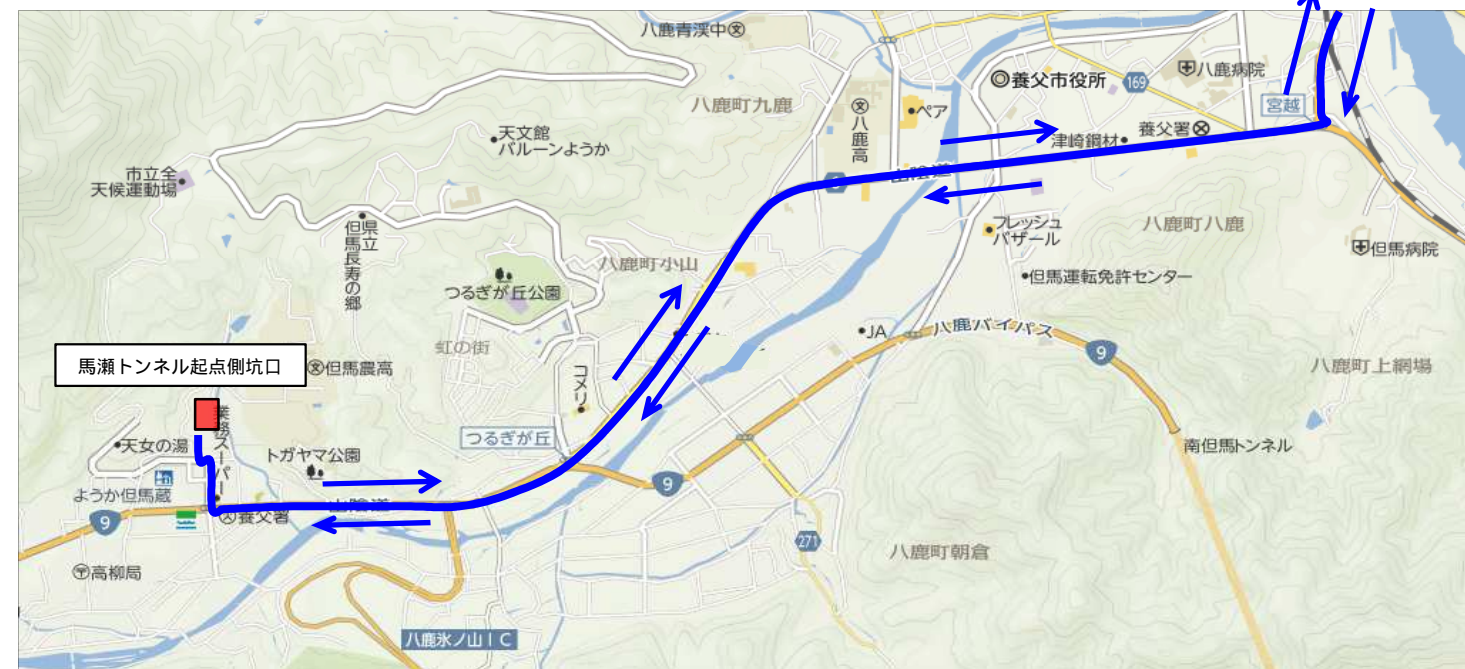 八鹿青渓中
八鹿町九鹿
八鹿高
ペア
養父市役所
169
八鹿病院
宮越
津崎鋼材
養父署
天文館
バルーンようか
市立全
天候運動場
県立
但馬長寿の郷
山陰道
フレッシュ
バザール
八鹿町八鹿
但馬病院
但馬運転免許センター
八鹿町小山
つるぎが丘公園
虹の街
JA
八鹿バイパス
9
八鹿町上網場
馬瀬トンネル起点側坑口
但馬農高
コメリ
業務スーパー
天女の湯
トガヤマ公園
つるぎが丘
南但馬トンネル
ようか但馬蔵
9
山陰道
9
養父署
271
八鹿町朝倉
高柳局
八鹿氷ノ山IC